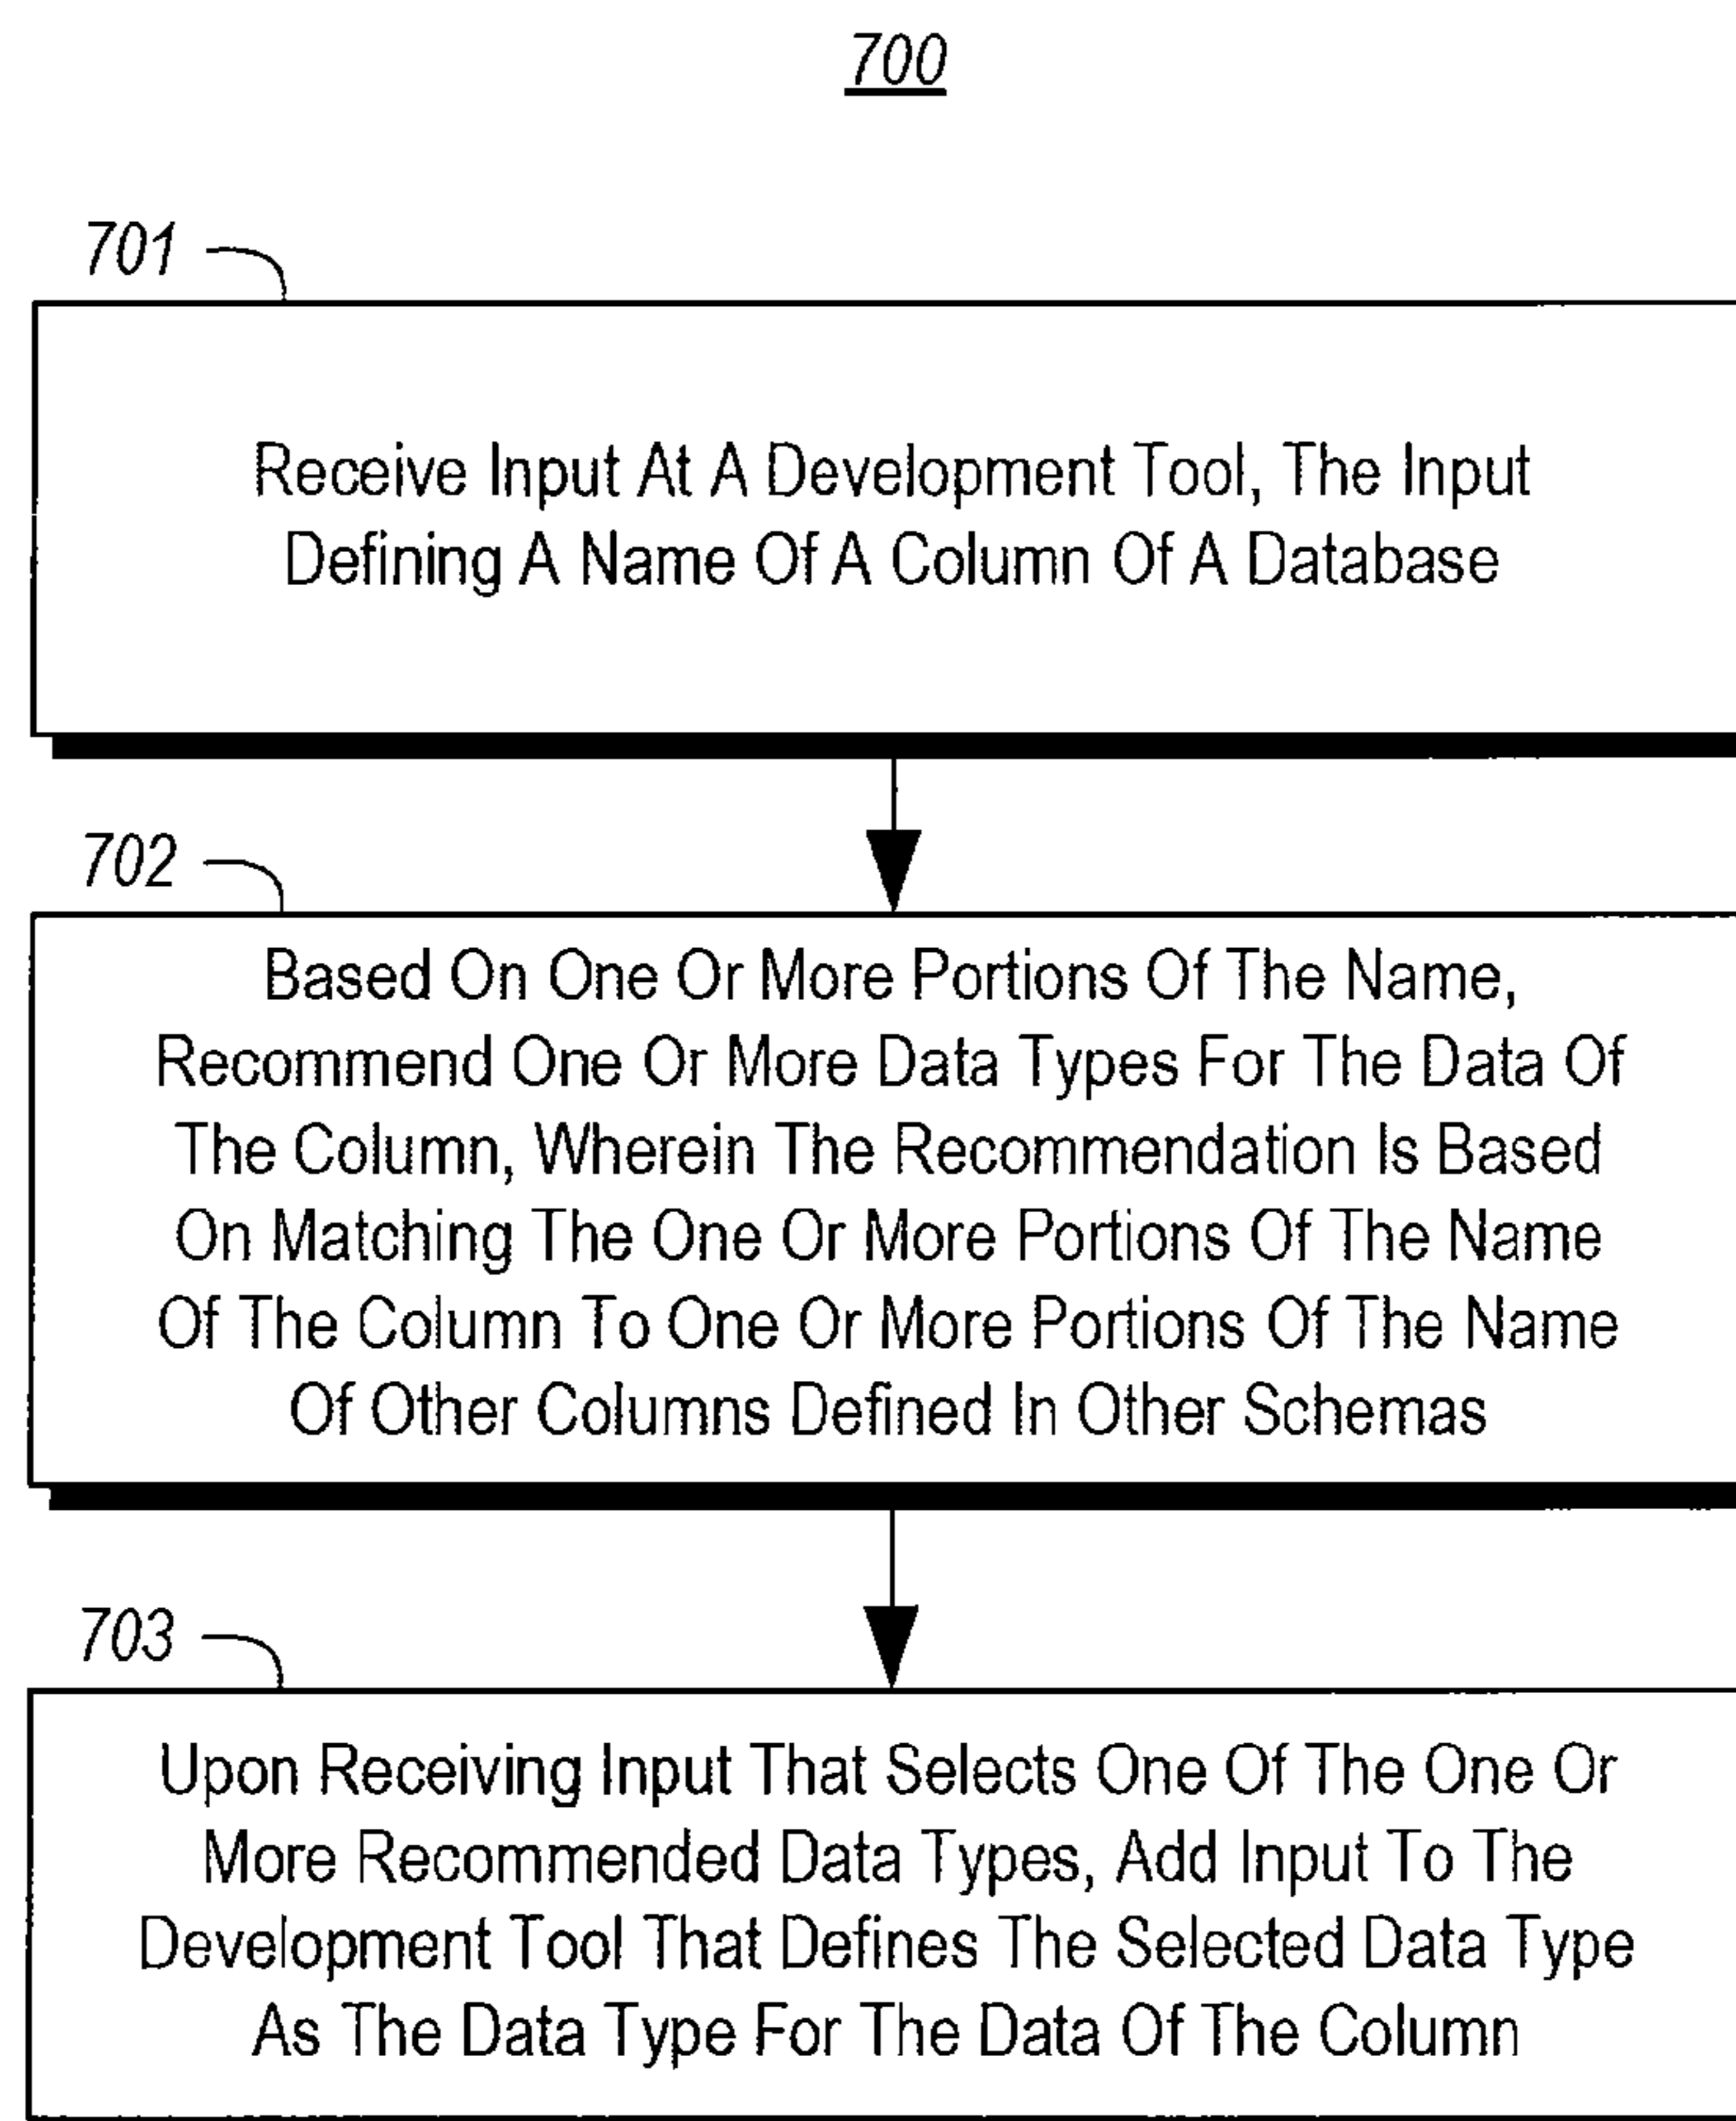 700
701
Receive Input At A Development Tool, The Input
Defining A Name Of A Column Of A Database
702
Based On One Or More Portions Of The Name,
Recommend One Or More Data Types For The Data Of
The Column, Wherein The Recommendation Is Based
On Matching The One Or More Portions Of The Name
Of The Column To One Or More Portions Of The Name
Of Other Columns Defined In Other Schemas
703
Upon Receiving Input That Selects One Of The One Or
More Recommended Data Types, Add Input To The
Development Tool That Defines The Selected Data Type
As The Data Type For The Data Of The Column